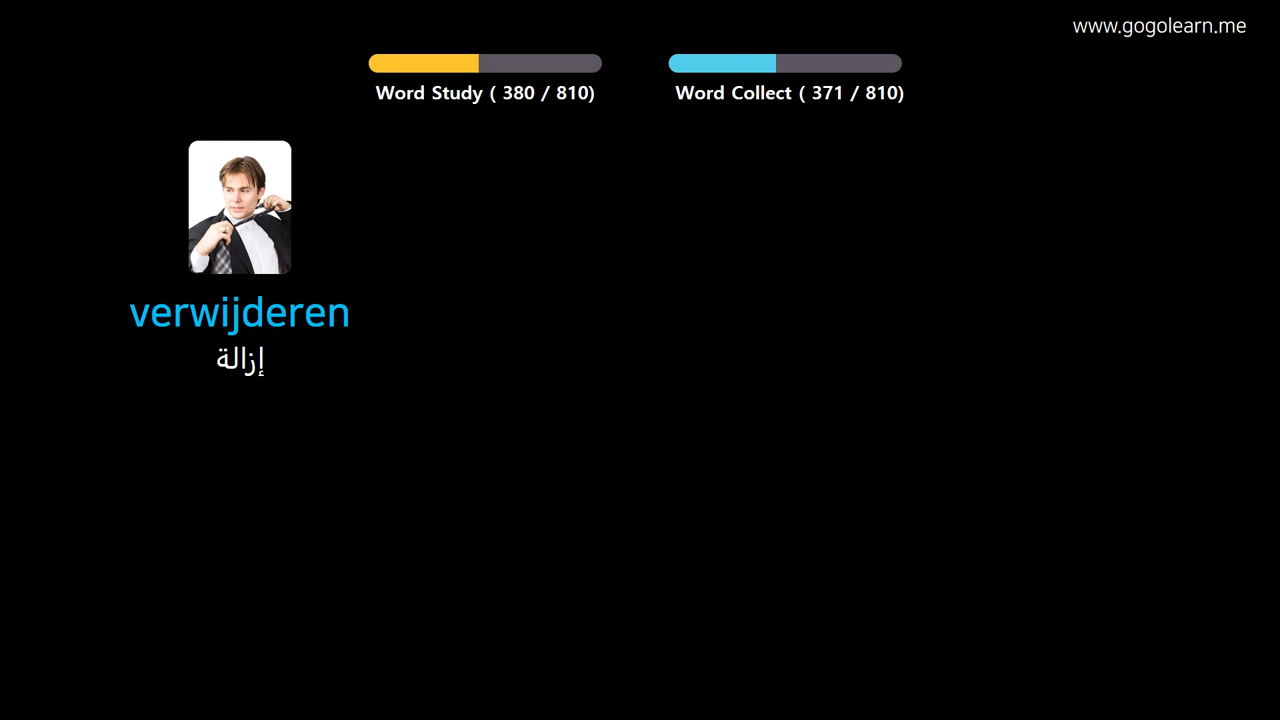 www.gogolearn.me
Word Study ( 380 / 810)
Word Collect ( 371 / 810)
verwijderen
إزالة